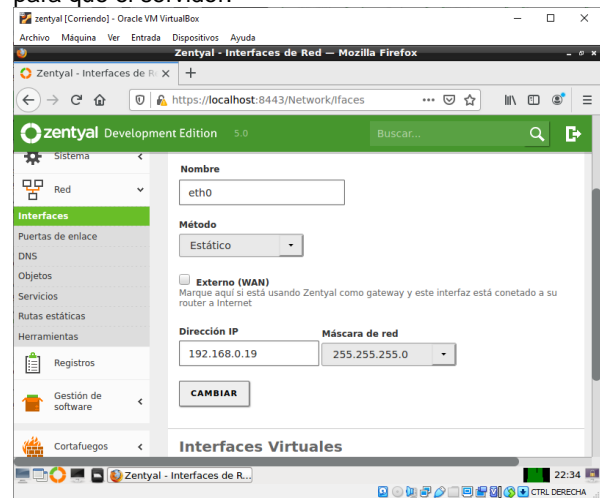 para que el servidor.
zentyal [Corriendo] - Oracle VM VirtualBox
Archivo Máquina Ver Entrada Dispositivos Ayuda
Zentyal - Interfaces de Red — Mozilla Firefox
Zentyal - Interfaces de R
https://localhost:8443/Network/Ifaces
zentyal Development Edition 5.0
Buscar...
Sistema
Red
Interfaces
Puertas de enlace
DNS
Objetos
Servicios
Rutas estáticas
Herramientas
Registros
Gestión de
software
Cortafuegos
Nombre
eth0
Método
Estático
Externo (WAN)
Marque aquí si está usando Zentyal como gateway y este interfaz está conetado a su
router a Internet
Dirección IP
Máscara de red
192.168.0.19
255.255.255.0
CAMBIAR
Interfaces Virtuales
Zentyal - Interfaces de R...
22:34
CTRL DERECHA